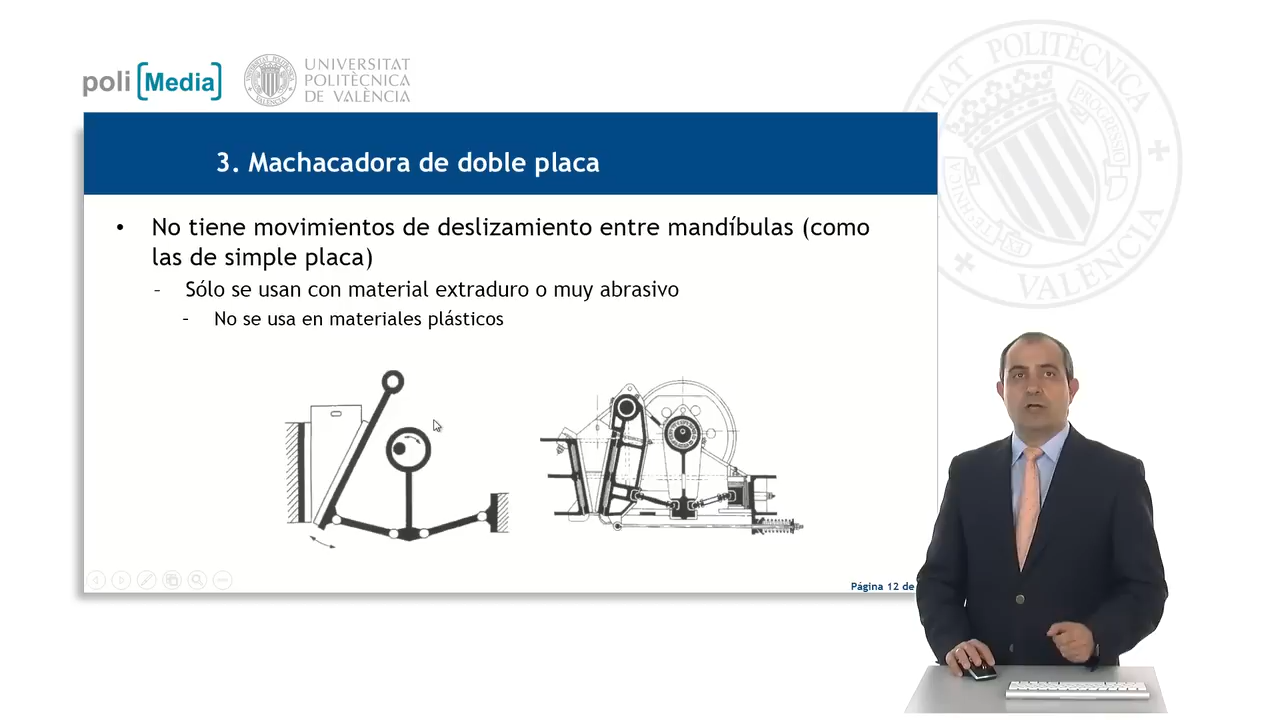 poli [Media]
UNIVERSITAT
POLITÈCNICA
DE VALÈNCIA
3. Machacadora de doble placa
• No tiene movimientos de deslizamiento entre mandíbulas (como
las de simple placa)
– Sólo se usan con material extraduro o muy abrasivo
- No se usa en materiales plásticos
Página 12 de
POLITÈCNICA
VALÈNCIA